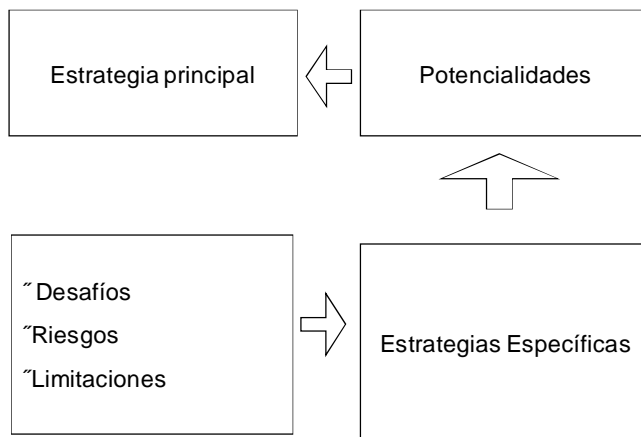 Estrategia principal
Potencialidades
˝Desafíos
˝Riesgos
˝Limitaciones
Estrategias Específicas